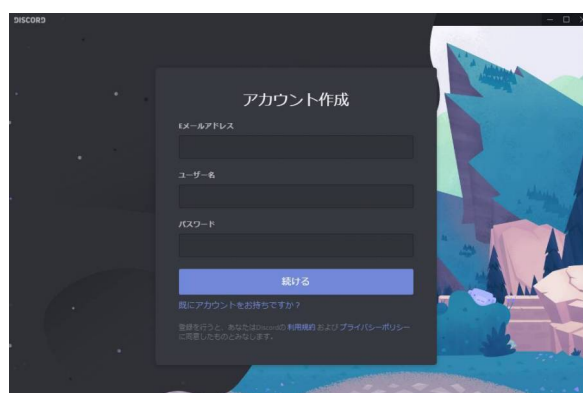 DISCORD
アカウント作成
Eメールアドレス
ユーザー名
パスワード
続ける
既にアカウントをお持ちですか？
登録を行うと、あなたはDiscordの 利用規約 および プライバシーポリシー
に同意したものとみなします。